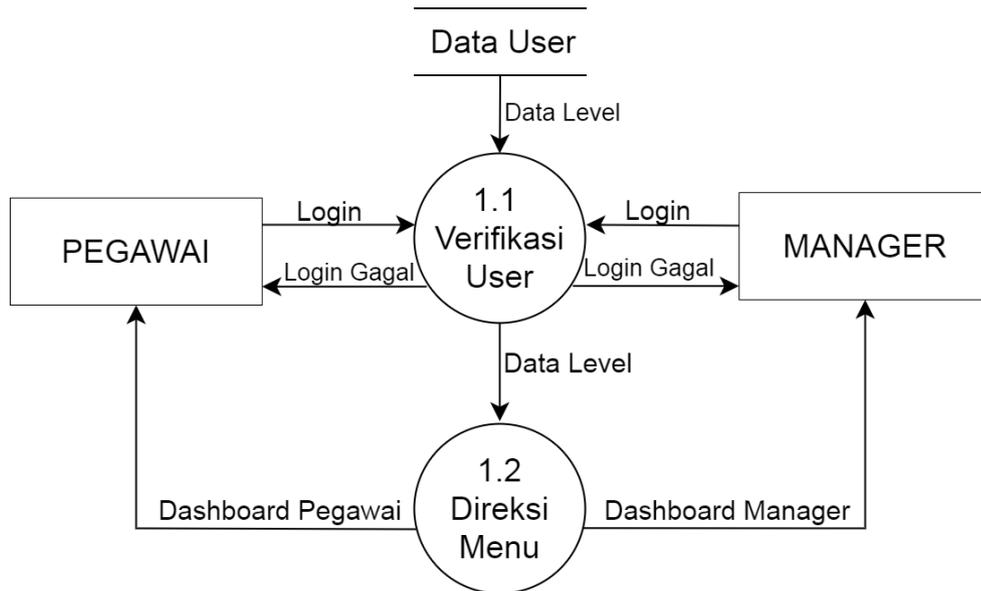 Data User
Data Level
PEGAWAI
Login
1.1
Verifikasi
User
Login
MANAGER
Login Gagal
Login Gagal
Data Level
1.2
Direksi
Menu
Dashboard Pegawai
Dashboard Manager